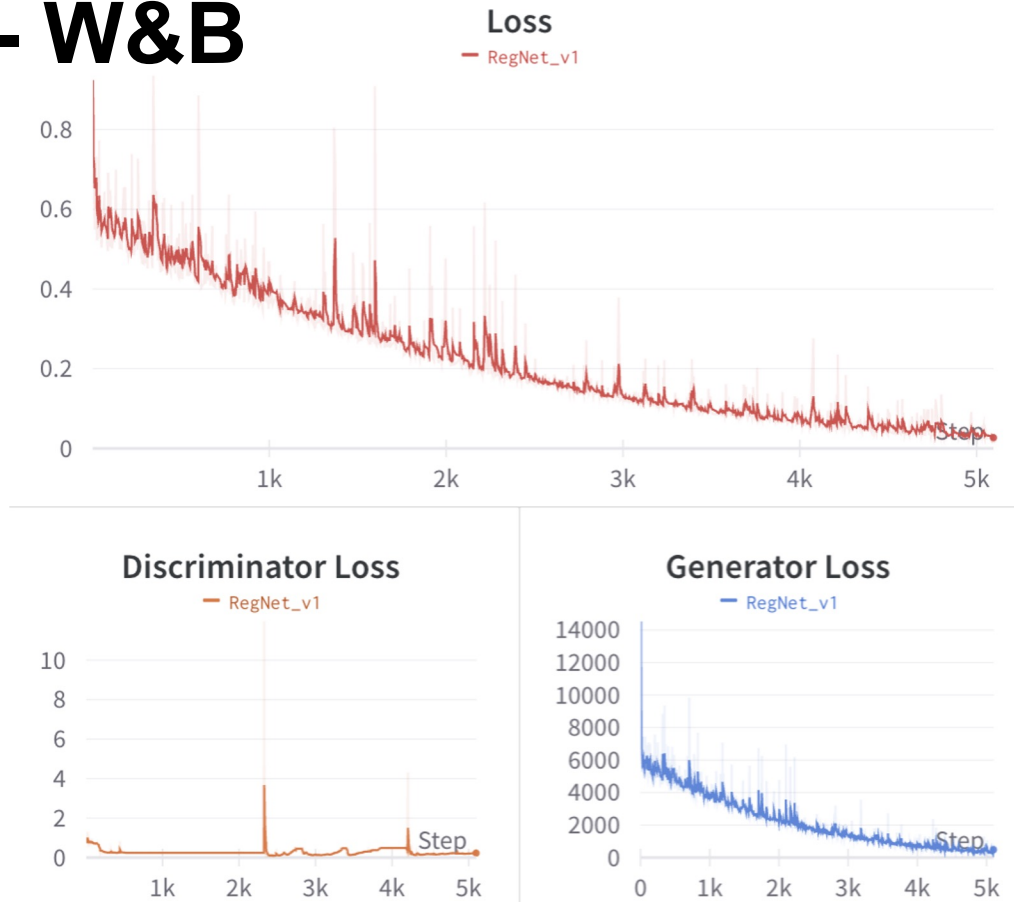 - W&B
Loss
RegNet_v1
0.8
0.6
0.4
0.2
0
Step
1k 2k 3k 4k 5k
Discriminator Loss
RegNet_v1
10
8
6
4
2
0
Step
1k 2k 3k 4k 5k
Generator Loss
RegNet_v1
14000
12000
10000
8000
6000
4000
2000
0
Step
0 1k 2k 3k 4k 5k